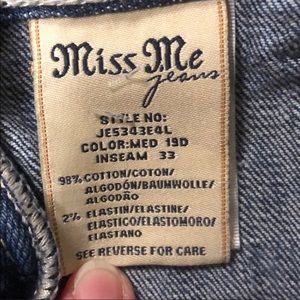 Miss Me
jeans
STYLE NO:
JE5343E4L
COLOR:MED 19D
INSEAM 33
98% COTTON/COTON/
ALGODÓN/BAUMWOLLE/
ALGODÃO
2% ELASTIN/ELASTINE/
ELASTICO/ELASTOMORO/
ELASTANO
SEE REVERSE FOR CARE